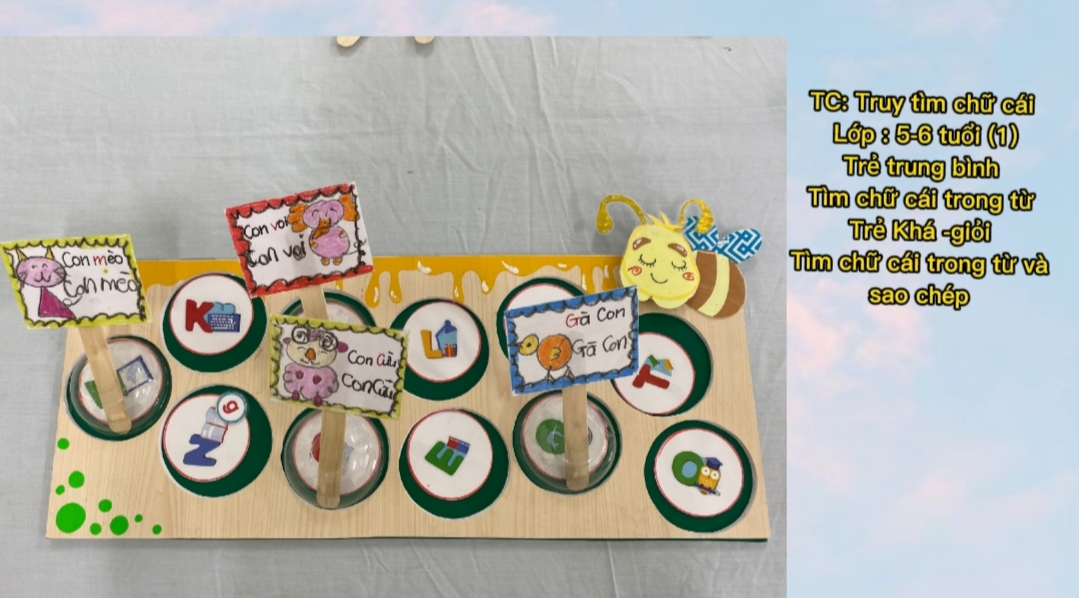 TC: Truy tìm chữ cái
Lớp : 5-6 tuổi (1)
Trẻ trung bình
Tìm chữ cái trong từ
Trẻ Khá -giỏi
Tìm chữ cái trong từ và
sao chép
Con mèo
Con mèo
Con voi
Con voi
Con Cừu
Con Cừu
Gà Con
Gà Con
K
L
T
g
N
E
O